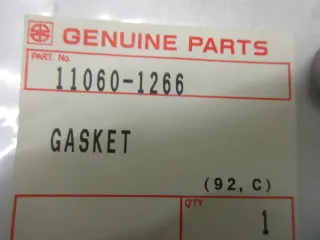 GENUINE PARTS
PART. No.
11060-1266
GASKET
(92, C)
QTY
1